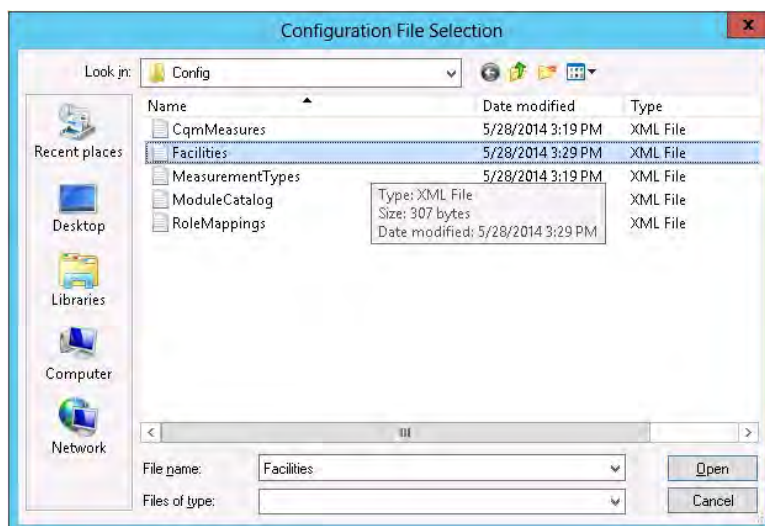 Configuration File Selection
x
Look in: Config
Name Date modified Type
CqmMeasures 5/28/2014 3:19 PM XML File
Facilities 5/28/2014 3:29 PM XML File
MeasurementTypes 5/28/2014 3:19 PM XML File
ModuleCatalog XML File
RoleMappings XML File
Type: XML File
Size: 307 bytes
Date modified: 5/28/2014 3:29 PM
Recent places
Desktop
Libraries
Computer
Network
File name: Facilities Open
Files of type: Cancel